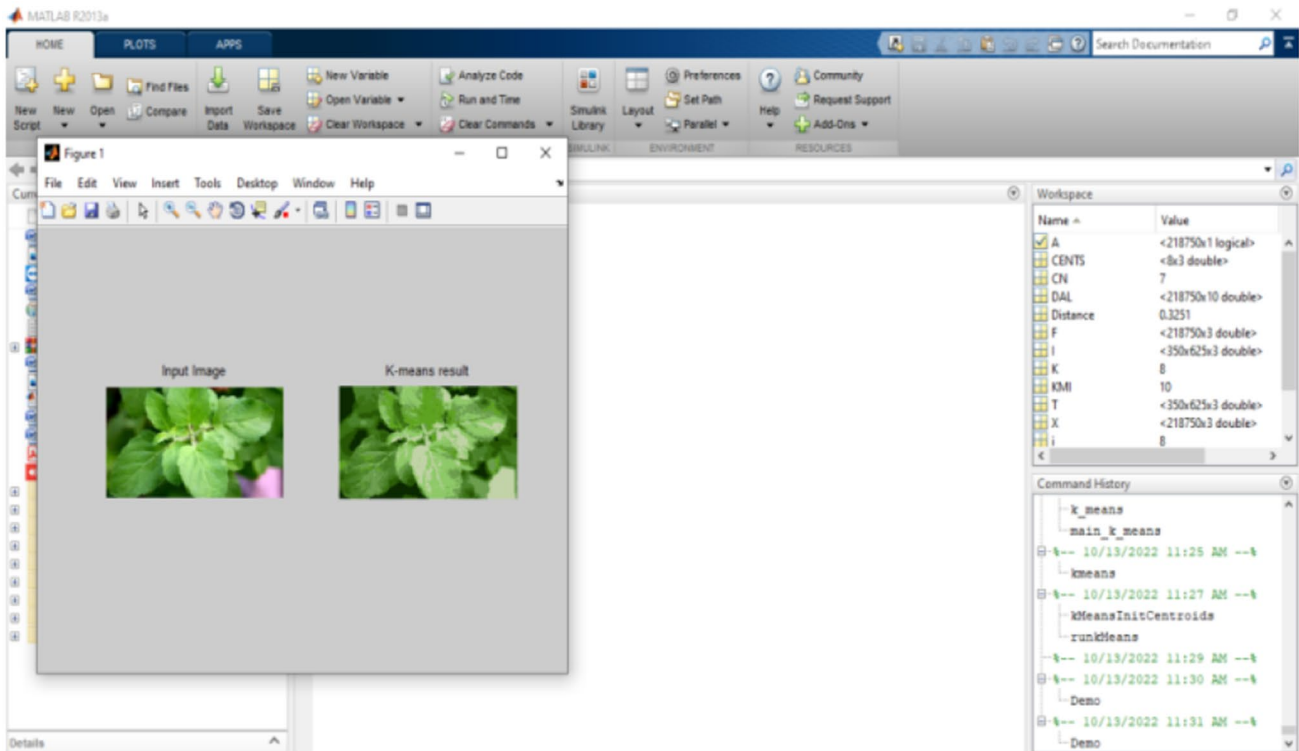 MATLAB R2013a
HOME PLOTS APPS
Search Documentation
New Script
New
Open
Find Files
Compare
Import Data
Save Workspace
New Variable
Open Variable
Clear Workspace
Analyze Code
Run and Time
Clear Commands
Simulink Library
Layout
Preferences
Set Path
Parallel
Help
Community
Request Support
Add-Ons
SIMULINK ENVIRONMENT RESOURCES
Figure 1
File Edit View Insert Tools Desktop Window Help
Input Image K-means result
Workspace
Name Value
A <218750x1 logical>
CENTS <8x3 double>
CN 7
DAL <218750x10 double>
Distance 0.3251
F <218750x3 double>
I <350x625x3 double>
K 8
KMI 10
T <350x625x3 double>
X <218750x3 double>
i 8
Command History
k_means
main_k_means
%-- 10/13/2022 11:25 AM --%
kmeans
%-- 10/13/2022 11:27 AM --%
kMeansInitCentroids
runkMeans
%-- 10/13/2022 11:29 AM --%
%-- 10/13/2022 11:30 AM --%
Demo
%-- 10/13/2022 11:31 AM --%
Demo
Details